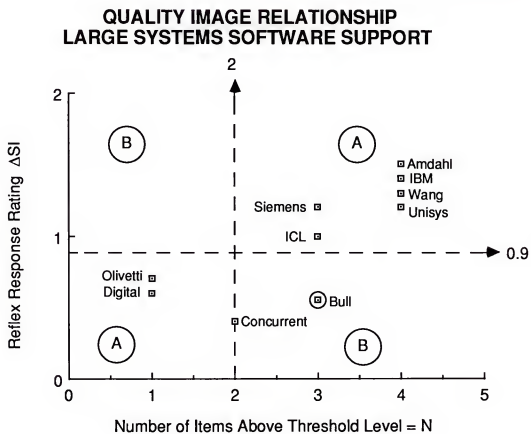 QUALITY IMAGE RELATIONSHIP
LARGE SYSTEMS SOFTWARE SUPPORT
2
2
B
A
Amdahl
IBM
Wang
Unisys
Siemens
ICL
1
0.9
Olivetti
Digital
Bull
Concurrent
A
B
0
0 1 2 3 4 5
Reflex Response Rating ΔSI
Number of Items Above Threshold Level = N